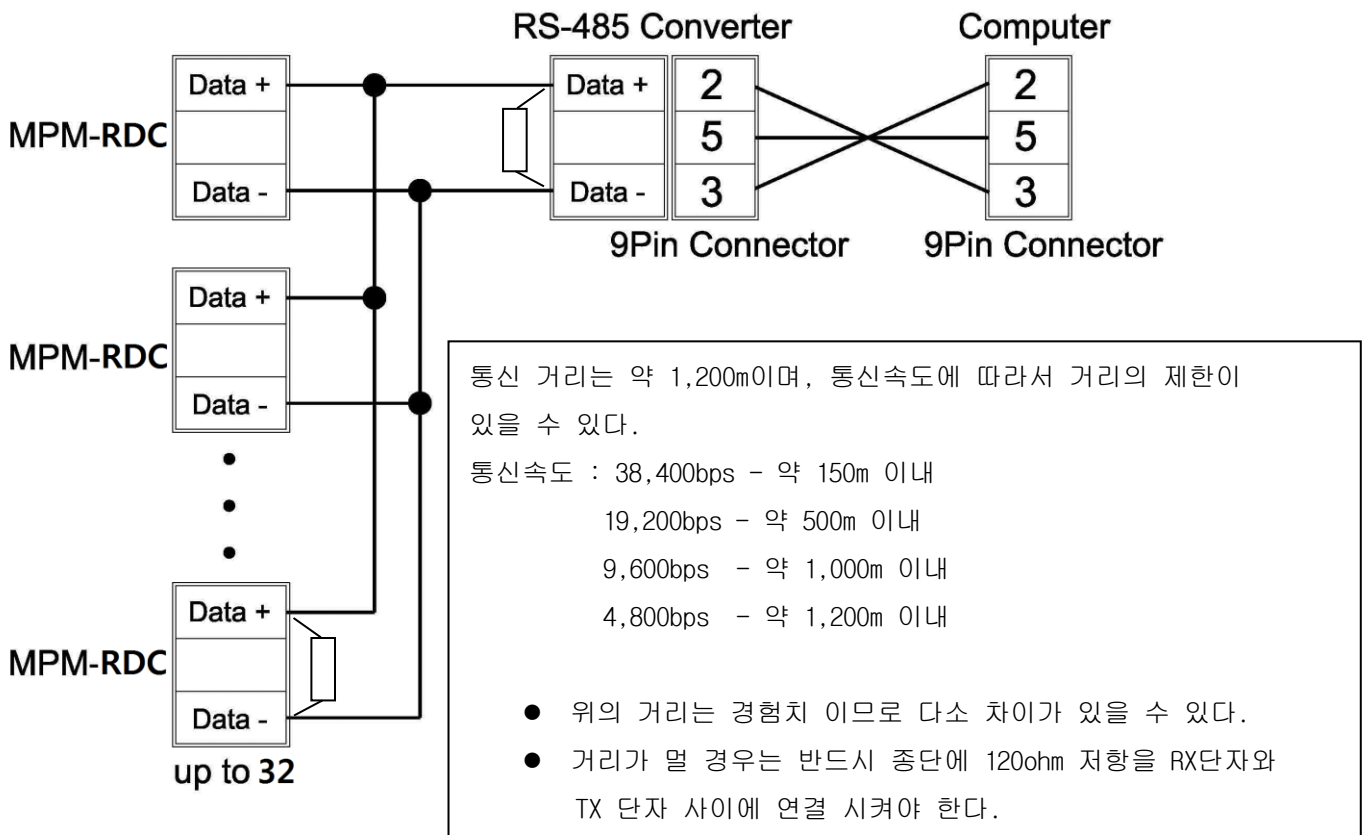 RS-485 Converter
Computer
MPM-RDC
Data +
Data -
Data +
Data -
2
5
3
2
5
3
9Pin Connector
9Pin Connector
MPM-RDC
Data +
Data -
MPM-RDC
Data +
Data -
up to 32
통신 거리는 약 1,200m이며, 통신속도에 따라서 거리의 제한이
있을 수 있다.
통신속도 : 38,400bps - 약 150m 이내
19,200bps - 약 500m 이내
9,600bps - 약 1,000m 이내
4,800bps - 약 1,200m 이내
● 위의 거리는 경험치 이므로 다소 차이가 있을 수 있다.
● 거리가 멀 경우는 반드시 종단에 120ohm 저항을 RX단자와
TX 단자 사이에 연결 시켜야 한다.